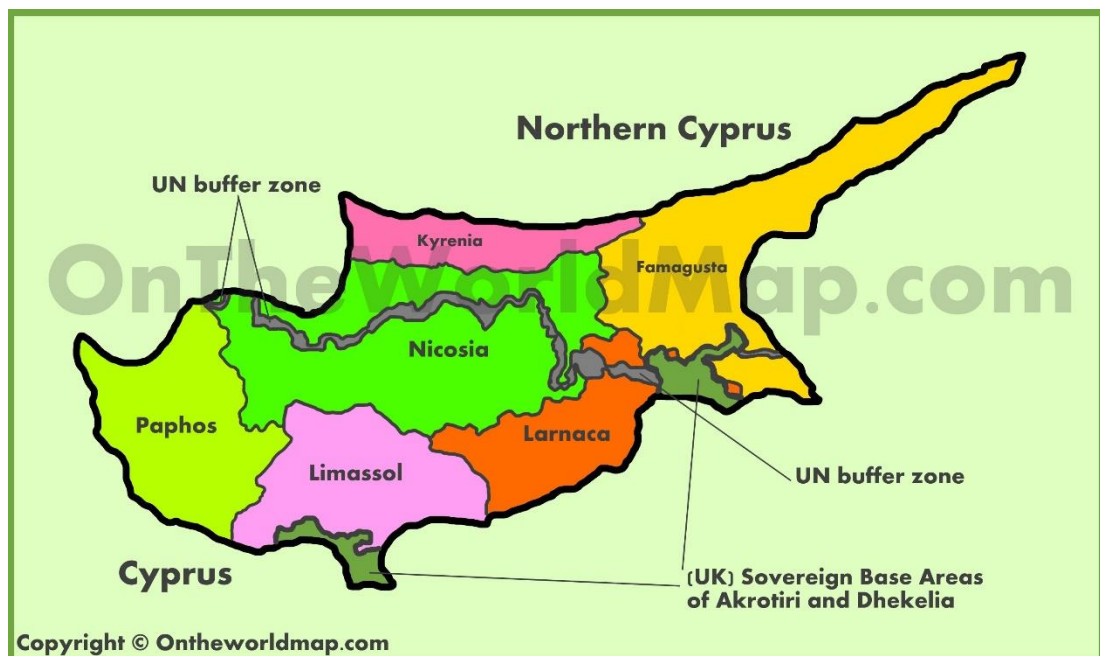 Northern Cyprus
UN buffer zone
Kyrenia
OnTheWorldMap.com
Famagusta
Nicosia
Paphos
Larnaca
Limassol
UN buffer zone
Cyprus
(UK) Sovereign Base Areas
of Akrotiri and Dhekelia
Copyright © Ontheworldmap.com